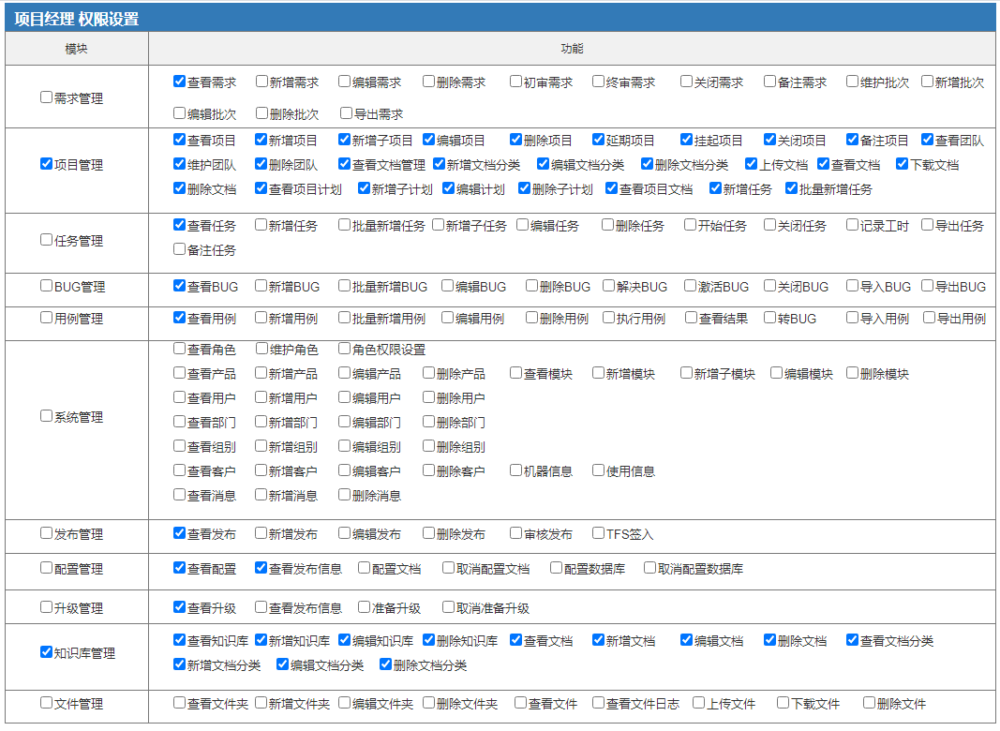 项目经理 权限设置
模块 功能
需求管理
查看需求 新增需求 编辑需求 删除需求 初审需求 终审需求 关闭需求 备注需求 维护批次 新增批次
编辑批次 删除批次 导出需求
项目管理
查看项目 新增项目 新增子项目 编辑项目 删除项目 延期项目 挂起项目 关闭项目 备注项目 查看团队
维护团队 删除团队 查看文档管理 新增文档分类 编辑文档分类 删除文档分类 上传文档 查看文档 下载文档
删除文档 查看项目计划 新增子计划 编辑计划 删除子计划 查看项目文档 新增任务 批量新增任务
任务管理
查看任务 新增任务 批量新增任务 新增子任务 编辑任务 删除任务 开始任务 关闭任务 记录工时 导出任务
备注任务
BUG管理 查看BUG 新增BUG 批量新增BUG 编辑BUG 删除BUG 解决BUG 激活BUG 关闭BUG 导入BUG 导出BUG
用例管理 查看用例 新增用例 批量新增用例 编辑用例 删除用例 执行用例 查看结果 转BUG 导入用例 导出用例
系统管理
查看角色 维护角色 角色权限设置
查看产品 新增产品 编辑产品 删除产品 查看模块 新增模块 新增子模块 编辑模块 删除模块
查看用户 新增用户 编辑用户 删除用户
查看部门 新增部门 编辑部门 删除部门
查看组别 新增组别 编辑组别 删除组别
查看客户 新增客户 编辑客户 删除客户 机器信息 使用信息
查看消息 新增消息 删除消息
发布管理 查看发布 新增发布 编辑发布 删除发布 审核发布 TFS签入
配置管理 查看配置 查看发布信息 配置文档 取消配置文档 配置数据库 取消配置数据库
升级管理 查看升级 查看发布信息 准备升级 取消准备升级
知识库管理
查看知识库 新增知识库 编辑知识库 删除知识库 查看文档 新增文档 编辑文档 删除文档 查看文档分类
新增文档分类 编辑文档分类 删除文档分类
文件管理 查看文件夹 新增文件夹 编辑文件夹 删除文件夹 查看文件 查看文件日志 上传文件 下载文件 删除文件